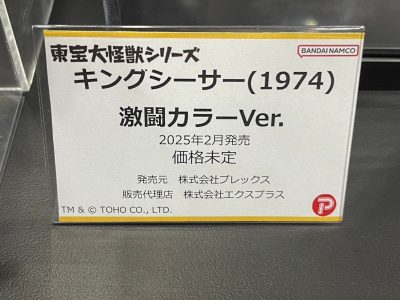 東宝大怪獣シリーズ
BANDAI NAMCO
キングシーサー(1974)
激闘カラーVer.
2025年2月発売
価格未定
発売元 株式会社プレックス
販売代理店 株式会社エクスプラス
TM & © TOHO CO., LTD.
P